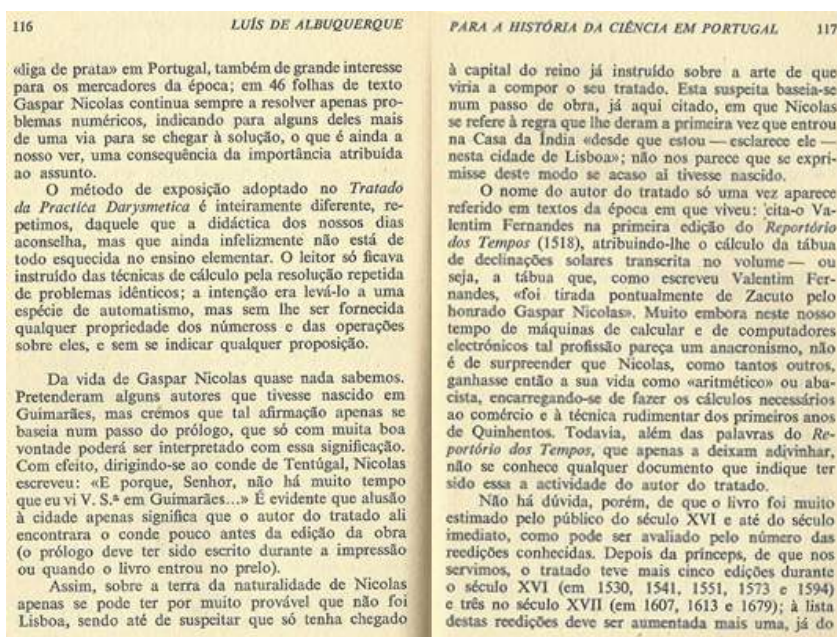 116 LUÍS DE ALBUQUERQUE
«liga de prata» em Portugal, também de grande interesse
para os mercadores da época; em 46 folhas de texto
Gaspar Nicolas continua sempre a resolver apenas pro-
blemas numéricos, indicando para alguns deles mais
de uma via para se chegar à solução, o que é ainda a
nosso ver, uma consequência da importância atribuída
ao assunto.
O método de exposição adoptado no Tratado
da Practica Darysmetica é inteiramente diferente, re-
petimos, daquele que a didáctica dos nossos dias
aconselha, mas que ainda infelizmente não está de
todo esquecida no ensino elementar. O leitor só ficava
instruído das técnicas de cálculo pela resolução repetida
de problemas idênticos; a intenção era levá-lo a uma
espécie de automatismo, mas sem lhe ser fornecida
qualquer propriedade dos númeross e das operações
sobre eles, e sem se indicar qualquer proposição.
Da vida de Gaspar Nicolas quase nada sabemos.
Pretenderam alguns autores que tivesse nascido em
Guimarães, mas crémos que tal afirmação apenas se
baseia num passo do prólogo, que só com muita boa
vontade poderá ser interpretado com essa significação.
Com efeito, dirigindo-se ao conde de Tentúgal, Nicolas
escreveu: «E porque, Senhor, não há muito tempo
que eu vi V. S.ª em Guimarães...» É evidente que alusão
à cidade apenas significa que o autor do tratado ali
encontrara o conde pouco antes da edição da obra
(o prólogo deve ter sido escrito durante a impressão
ou quando o livro entrou no prelo).
Assim, sobre a terra da naturalidade de Nicolas
apenas se pode ter por muito provável que não foi
Lisboa, sendo até de suspeitar que só tenha chegado
PARA A HISTÓRIA DA CIÊNCIA EM PORTUGAL 117
à capital do reino já instruído sobre a arte de que
viria a compor o seu tratado. Esta suspeita baseia-se
num passo de obra, já aqui citado, em que Nicolas
se refere à regra que lhe deram a primeira vez que entrou
na Casa da Índia «desde que estou — esclarece ele —
nesta cidade de Lisboa»; não nos parece que se expri-
misse deste modo se acaso aí tivesse nascido.
O nome do autor do tratado só uma vez aparece
referido em textos da época em que viveu: cita-o Va-
lentim Fernandes na primeira edição do Reportório
dos Tempos (1518), atribuindo-lhe o cálculo da tábua
de declinações solares transcrita no volume — ou
seja, a tábua que, como escreveu Valentim Fer-
nandes, «foi tirada pontualmente de Zacuto pelo
honrado Gaspar Nicolas». Muito embora neste nosso
tempo de máquinas de calcular e de computadores
electrónicos tal profissão pareça um anacronismo, não
é de surpreender que Nicolas, como tantos outros,
ganhasse então a sua vida como «aritmético» ou aba-
cista, encarregando-se de fazer os cálculos necessários
ao comércio e à técnica rudimentar dos primeiros anos
de Quinhentos. Todavia, além das palavras do Re-
portório dos Tempos, que apenas a deixam adivinhar,
não se conhece qualquer documento que indique ter
sido essa a actividade do autor do tratado.
Não há dúvida, porém, de que o livro foi muito
estimado pelo público do século XVI e até do século
imediato, como pode ser avaliado pelo número das
reedições conhecidas. Depois da prínceps, de que nos
servimos, o tratado teve mais cinco edições durante
o século XVI (em 1530, 1541, 1551, 1573 e 1594)
e três no século XVII (em 1607, 1613 e 1679); à lista
destas reedições deve ser aumentada mais uma, já do